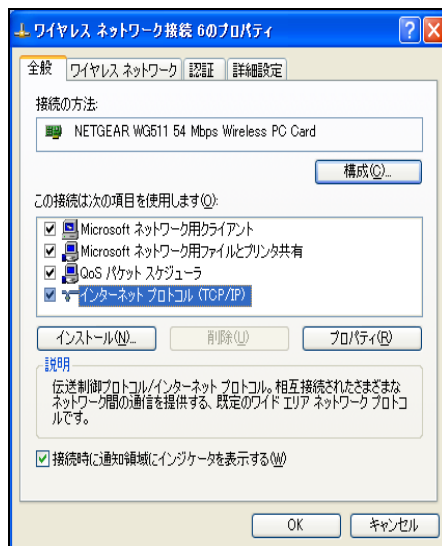 ワイヤレス ネットワーク接続 6のプロパティ
全般 ワイヤレス ネットワーク 認証 詳細設定
接続の方法:
NETGEAR WG511 54 Mbps Wireless PC Card
構成(C)...
この接続は次の項目を使用します(O):
Microsoft ネットワーク用クライアント
Microsoft ネットワーク用ファイルとプリンタ共有
QoS パケット スケジューラ
インターネット プロトコル (TCP/IP)
インストール(N)... 削除(U) プロパティ(R)
説明
伝送制御プロトコル/インターネット プロトコル。相互接続されたさまざまな
ネットワーク間の通信を提供する、既定のワイド エリア ネットワーク プロトコ
ルです。
接続時に通知領域にインジケータを表示する(W)
OK キャンセル